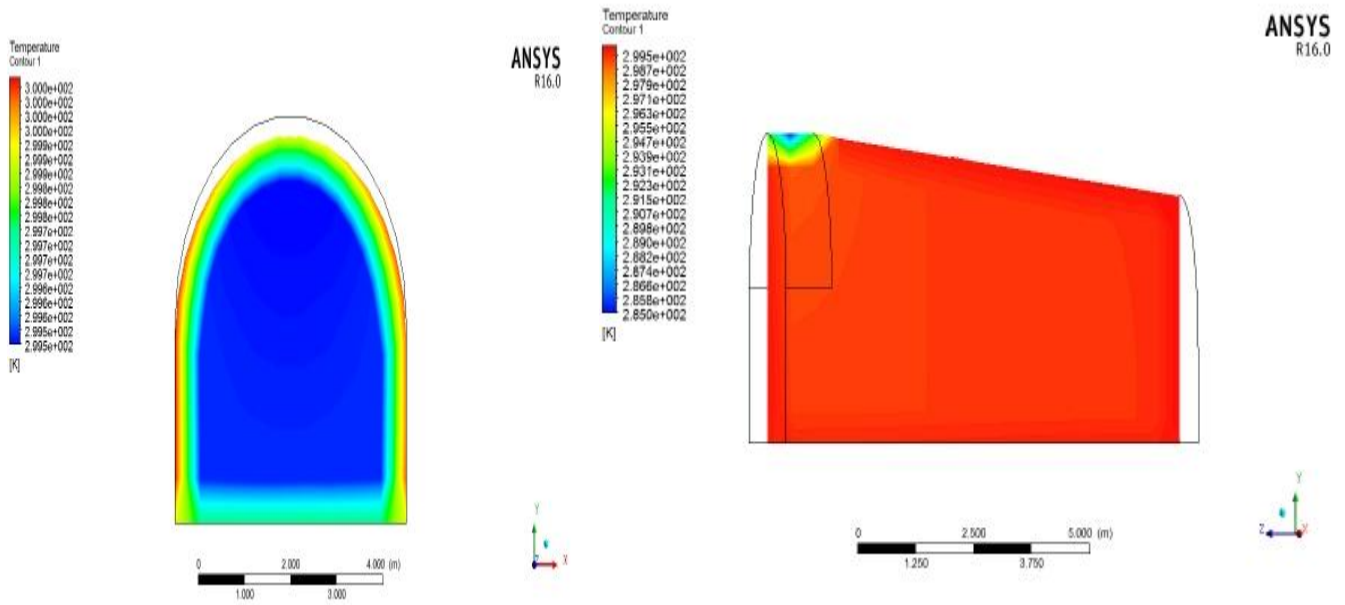 Temperature
Contour 1
3.000e+002
3.000e+002
3.000e+002
2.999e+002
2.999e+002
2.999e+002
2.998e+002
2.998e+002
2.998e+002
2.997e+002
2.997e+002
2.997e+002
2.996e+002
2.996e+002
2.995e+002
2.995e+002
[K]
ANSYS
R16.0
0
2.000
4.000 (m)
1.000
3.000
Y
Z
X
Temperature
Contour 1
2.995e+002
2.987e+002
2.979e+002
2.971e+002
2.963e+002
2.955e+002
2.947e+002
2.939e+002
2.931e+002
2.923e+002
2.915e+002
2.907e+002
2.898e+002
2.890e+002
2.882e+002
2.874e+002
2.866e+002
2.858e+002
2.850e+002
[K]
ANSYS
R16.0
0
2.500
5.000 (m)
1.250
3.750
Y
Z
X